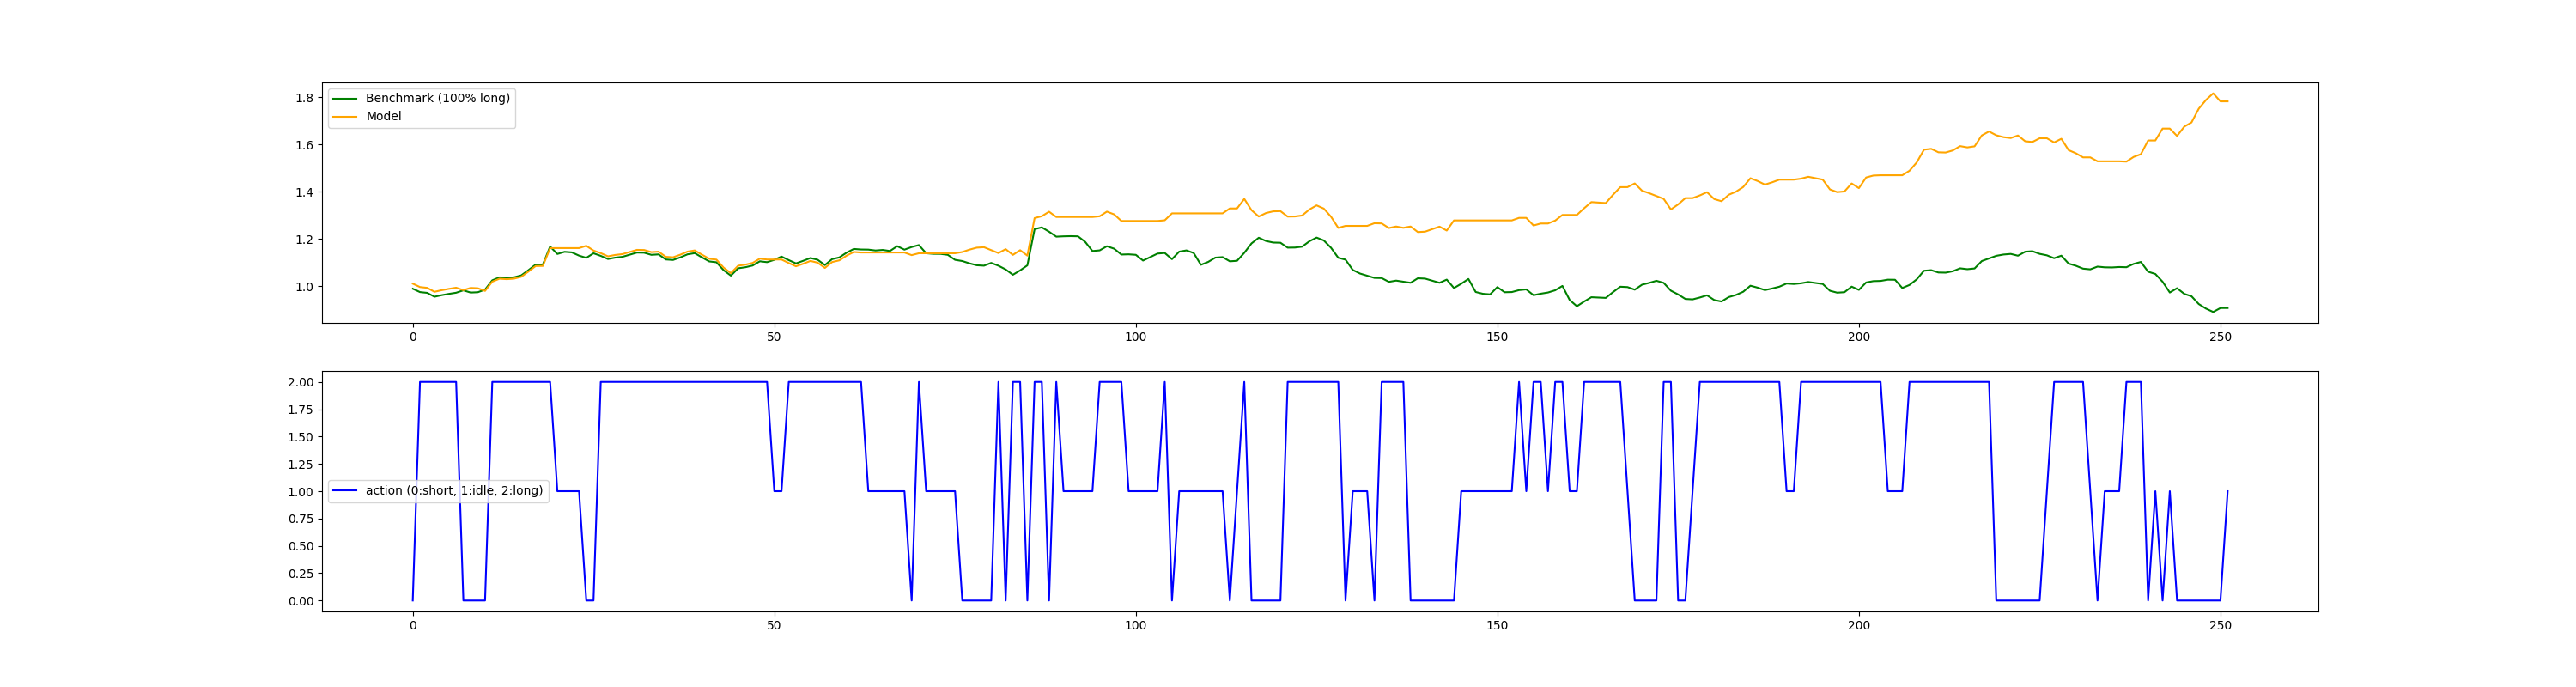 1.8
1.6
1.4
1.2
1.0
Benchmark (100% long)
Model
0 50 100 150 200 250
2.00
1.75
1.50
1.25
1.00
0.75
0.50
0.25
0.00
action (0:short, 1:idle, 2:long)
0 50 100 150 200 250